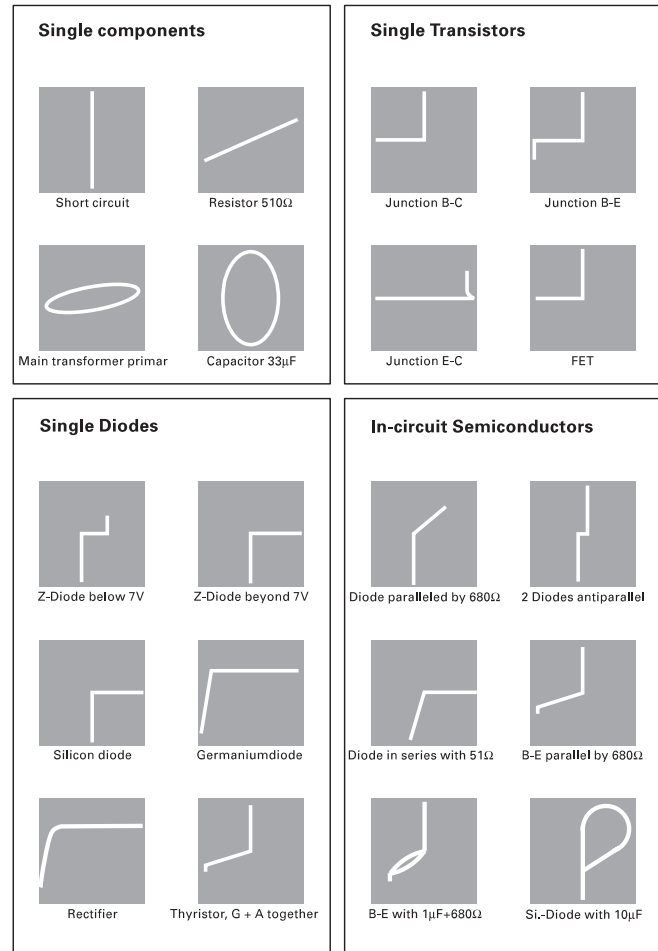 Single components
Short circuit
Resistor 510Ω
Main transformer primar
Capacitor 33µF
Single Transistors
Junction B-C
Junction B-E
Junction E-C
FET
Single Diodes
Z-Diode below 7V
Z-Diode beyond 7V
Silicon diode
Germaniumdiode
Rectifier
Thyristor, G + A together
In-circuit Semiconductors
Diode paralleled by 680Ω
2 Diodes antiparallel
Diode in series with 51Ω
B-E parallel by 680Ω
B-E with 1µF+680Ω
Si.-Diode with 10µF